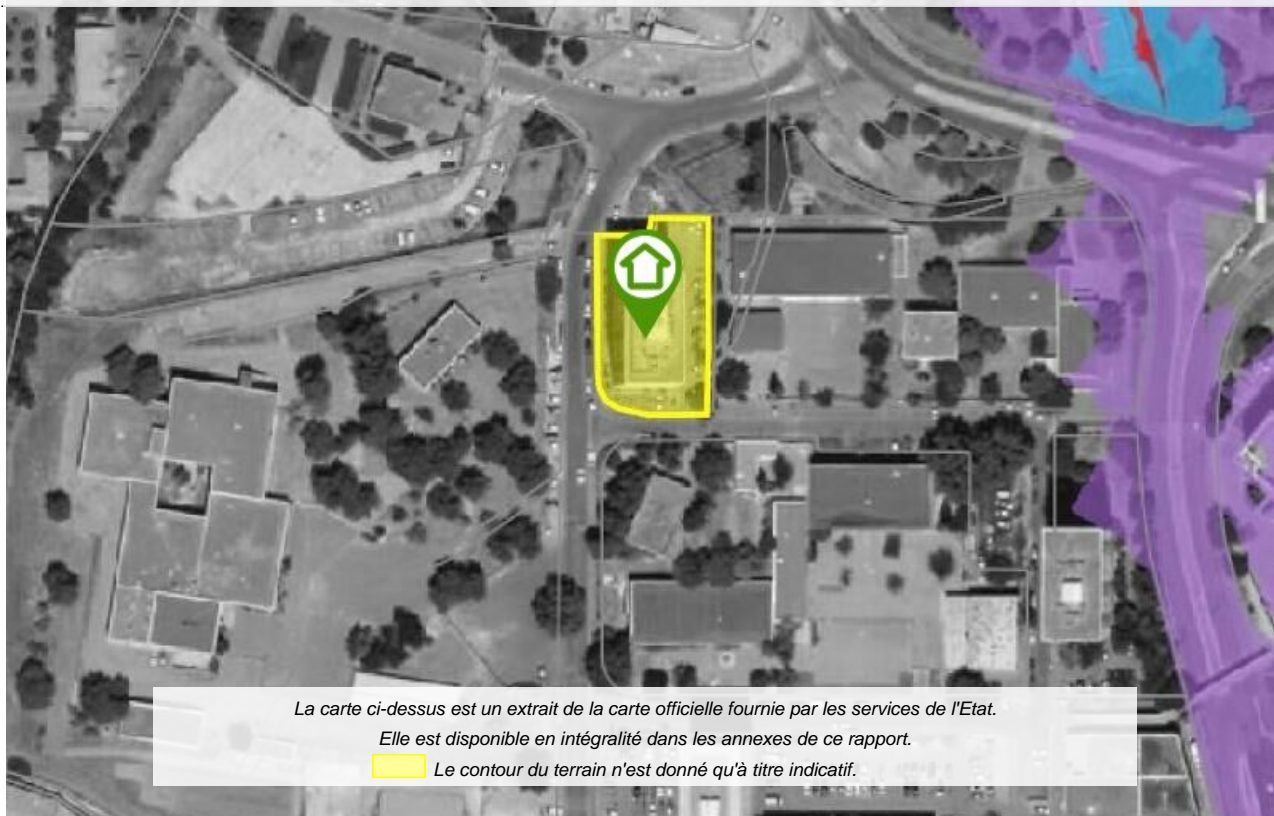 La carte ci-dessus est un extrait de la carte officielle fournie par les services de l'Etat.
Elle est disponible en intégralité dans les annexes de ce rapport.
Le contour du terrain n'est donné qu'à titre indicatif.